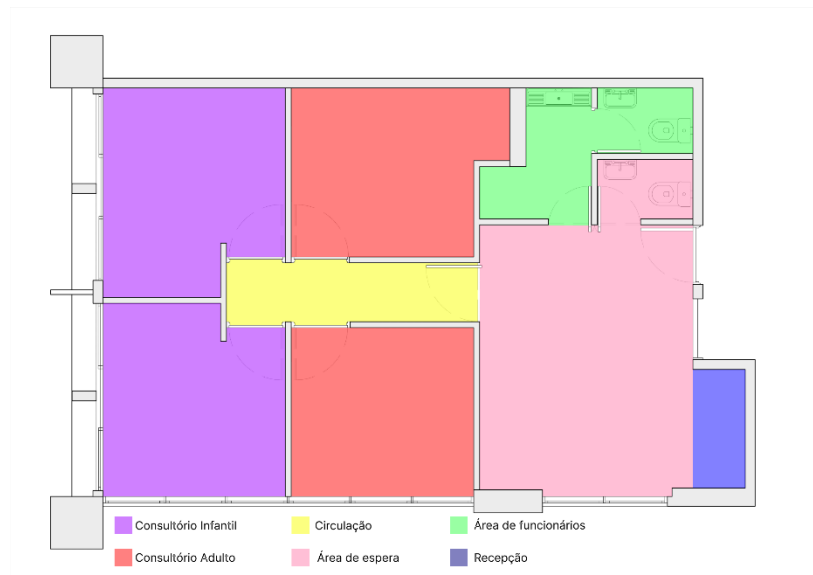 Consultório Infantil
Circulação
Área de funcionários
Consultório Adulto
Área de espera
Recepção